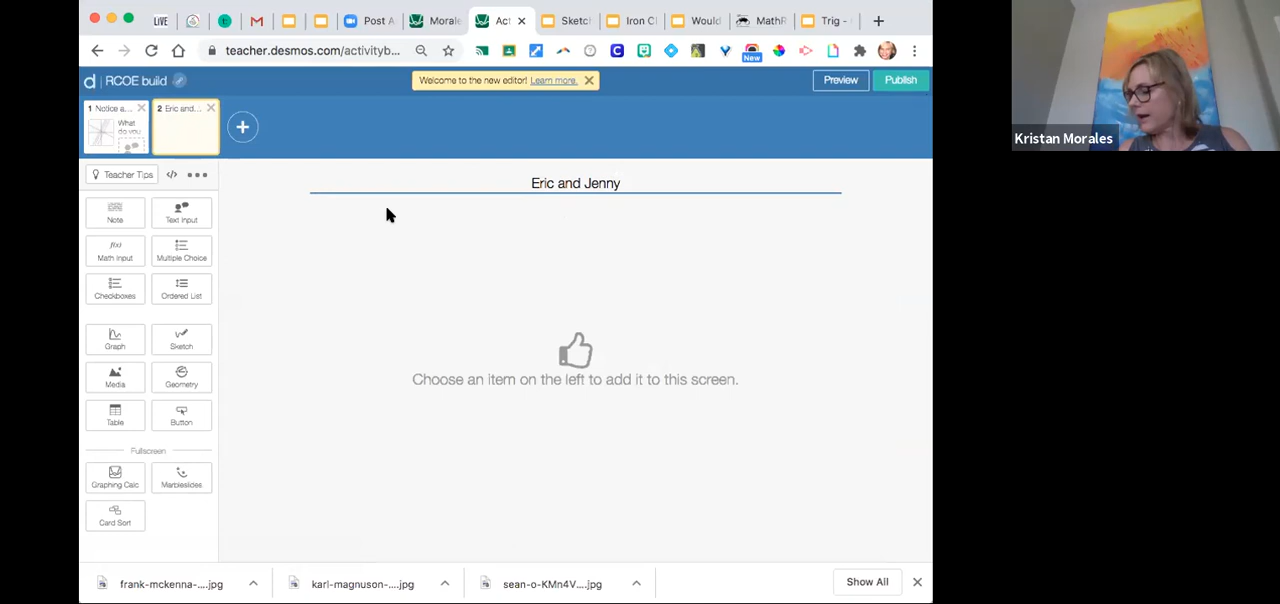 LIVE
Post A
Morale
Act
Sketch
Iron C
Would
MathR
Trig -
teacher.desmos.com/activityb...
New
RCOE build
Welcome to the new editor! Learn more.
Preview
Publish
1 Notice a...
What
do you
2 Eric and...
Teacher Tips
Eric and Jenny
Note
Text Input
f(x)
Math Input
Multiple Choice
Checkboxes
Ordered List
Graph
Sketch
Media
Geometry
Table
Button
Fullscreen
Graphing Calc
Marbleslides
Card Sort
Choose an item on the left to add it to this screen.
frank-mckenna-....jpg
karl-magnuson-....jpg
sean-o-KMn4V....jpg
Show All
Kristan Morales